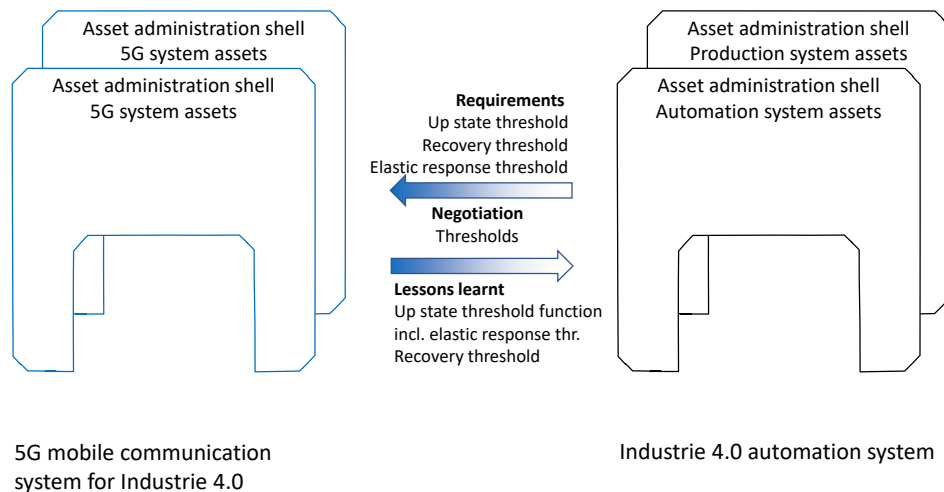 Asset administration shell
5G system assets
Asset administration shell
5G system assets
Requirements
Up state threshold
Recovery threshold
Elastic response threshold
Negotiation
Thresholds
Lessons learnt
Up state threshold function
incl. elastic response thr.
Recovery threshold
Asset administration shell
Production system assets
Asset administration shell
Automation system assets
5G mobile communication
system for Industrie 4.0
Industrie 4.0 automation system